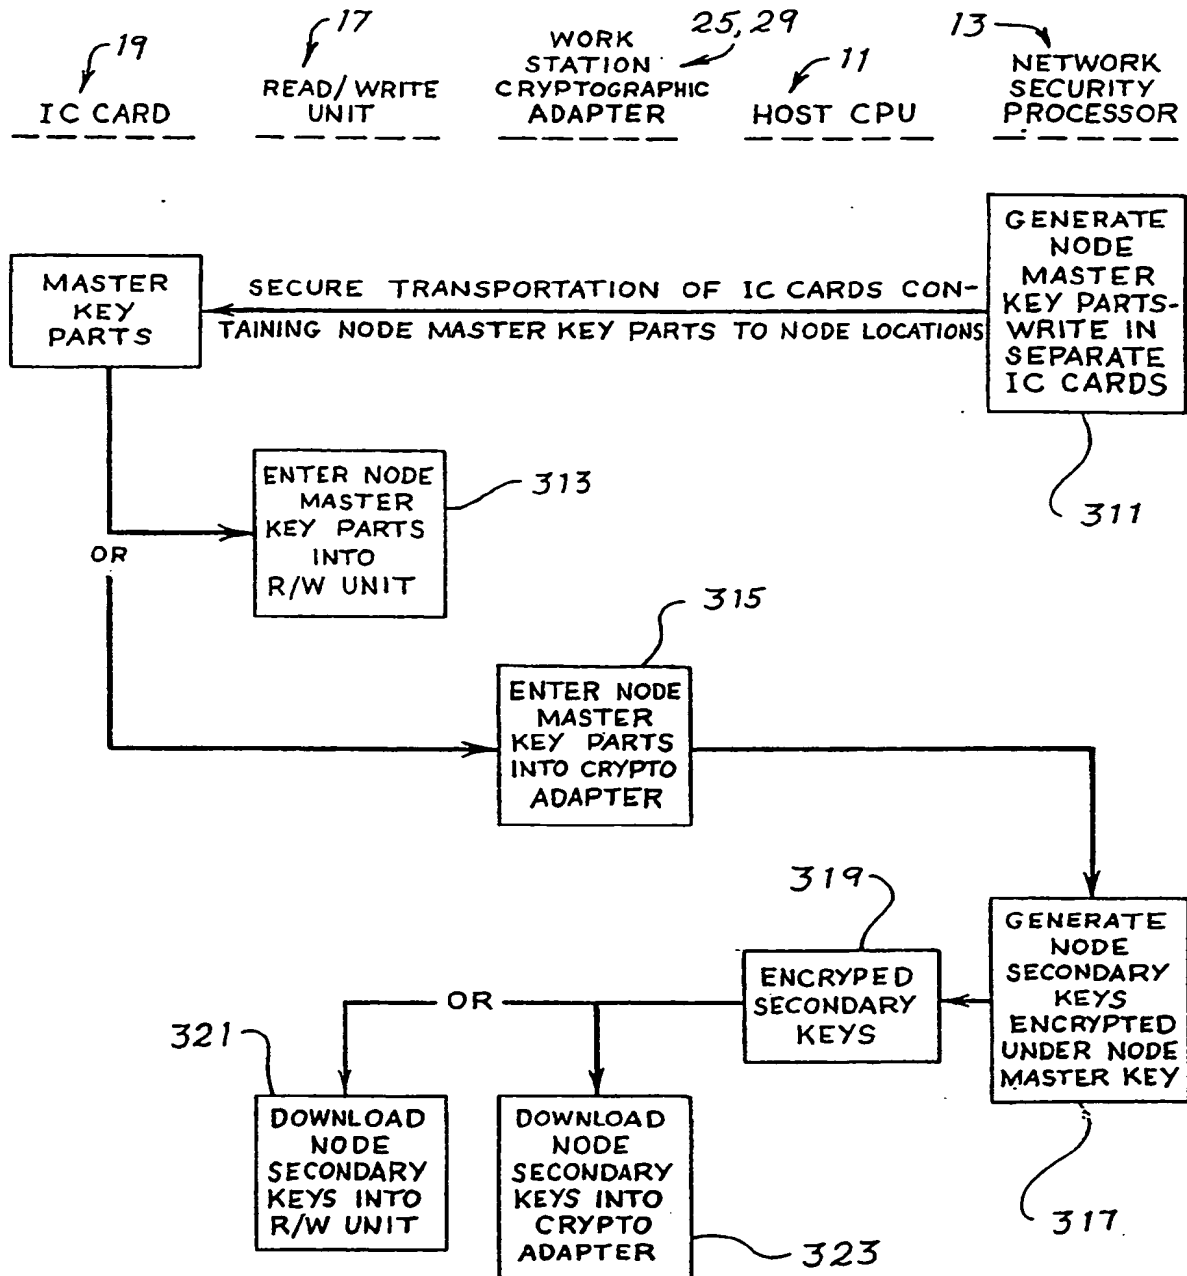 19
IC CARD
17
READ/WRITE
UNIT
WORK
STATION
CRYPTOGRAPHIC
ADAPTER
25, 29
11
HOST CPU
13
NETWORK
SECURITY
PROCESSOR
GENERATE
NODE
MASTER
KEY PARTS-
WRITE IN
SEPARATE
IC CARDS
311
SECURE TRANSPORTATION OF IC CARDS CON-
TAINING NODE MASTER KEY PARTS TO NODE LOCATIONS
MASTER
KEY
PARTS
OR
ENTER NODE
MASTER
KEY PARTS
INTO
R/W UNIT
313
315
ENTER NODE
MASTER
KEY PARTS
INTO CRYPTO
ADAPTER
GENERATE
NODE
SECONDARY
KEYS
ENCRYPTED
UNDER NODE
MASTER KEY
317
319
ENCRYPED
SECONDARY
KEYS
OR
321
DOWNLOAD
NODE
SECONDARY
KEYS INTO
R/W UNIT
DOWNLOAD
NODE
SECONDARY
KEYS INTO
CRYPTO
ADAPTER
323